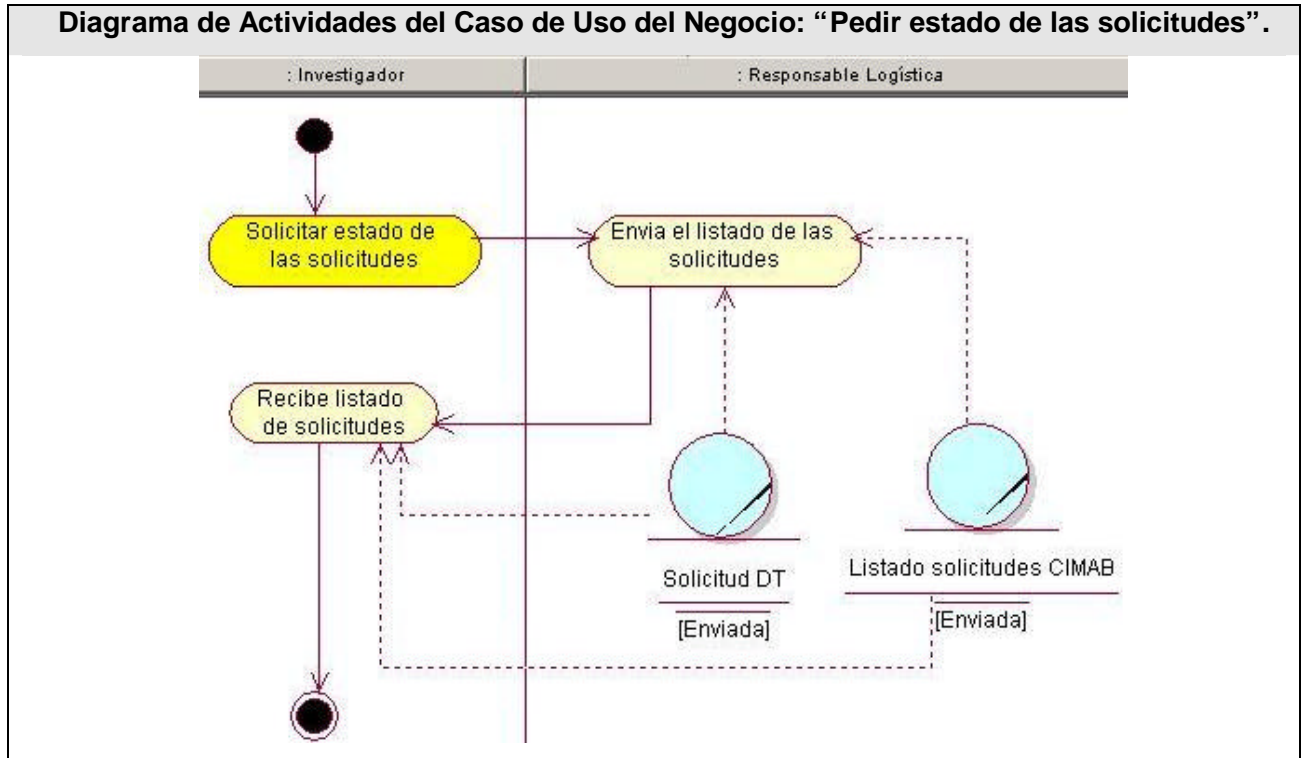 Diagrama de Actividades del Caso de Uso del Negocio: “Pedir estado de las solicitudes”.
: Investigador
: Responsable Logística
Solicitar estado de
las solicitudes
Envia el listado de las
solicitudes
Recibe listado
de solicitudes
Solicitud DT
[Enviada]
Listado solicitudes CIMAB
[Enviada]